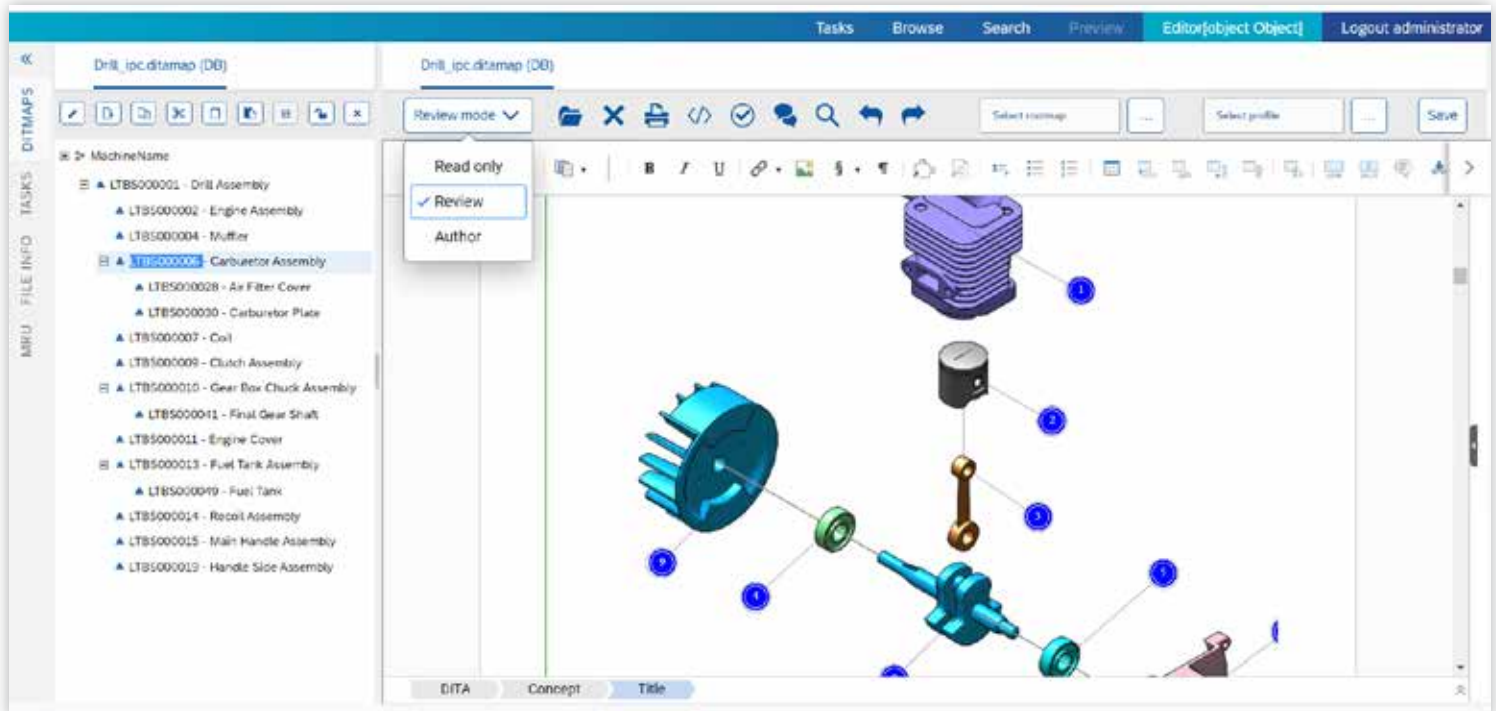 Tasks Browse Search Preview Editor[object Object] Logout administrator
Drill_ipc.ditamap (DB)
Drill_ipc.ditamap (DB)
DITMAPS
TASKS
FILE INFO
MRU
Review mode
Select rootmap ... Select profile ... Save
Read only
Review
Author
B I U § ¶
MachineName
LTBS000001 - Drill Assembly
LTBS000002 - Engine Assembly
LTBS000004 - Muffler
LTBS000006 - Carburetor Assembly
LTBS000028 - Air Filter Cover
LTBS000030 - Carburetor Plate
LTBS000007 - Coil
LTBS000009 - Clutch Assembly
LTBS000010 - Gear Box Chuck Assembly
LTBS000041 - Final Gear Shaft
LTBS000011 - Engine Cover
LTBS000013 - Fuel Tank Assembly
LTBS000049 - Fuel Tank
LTBS000014 - Recoil Assembly
LTBS000015 - Main Handle Assembly
LTBS000019 - Handle Side Assembly
1
2
3
9
4
5
DITA Concept Title